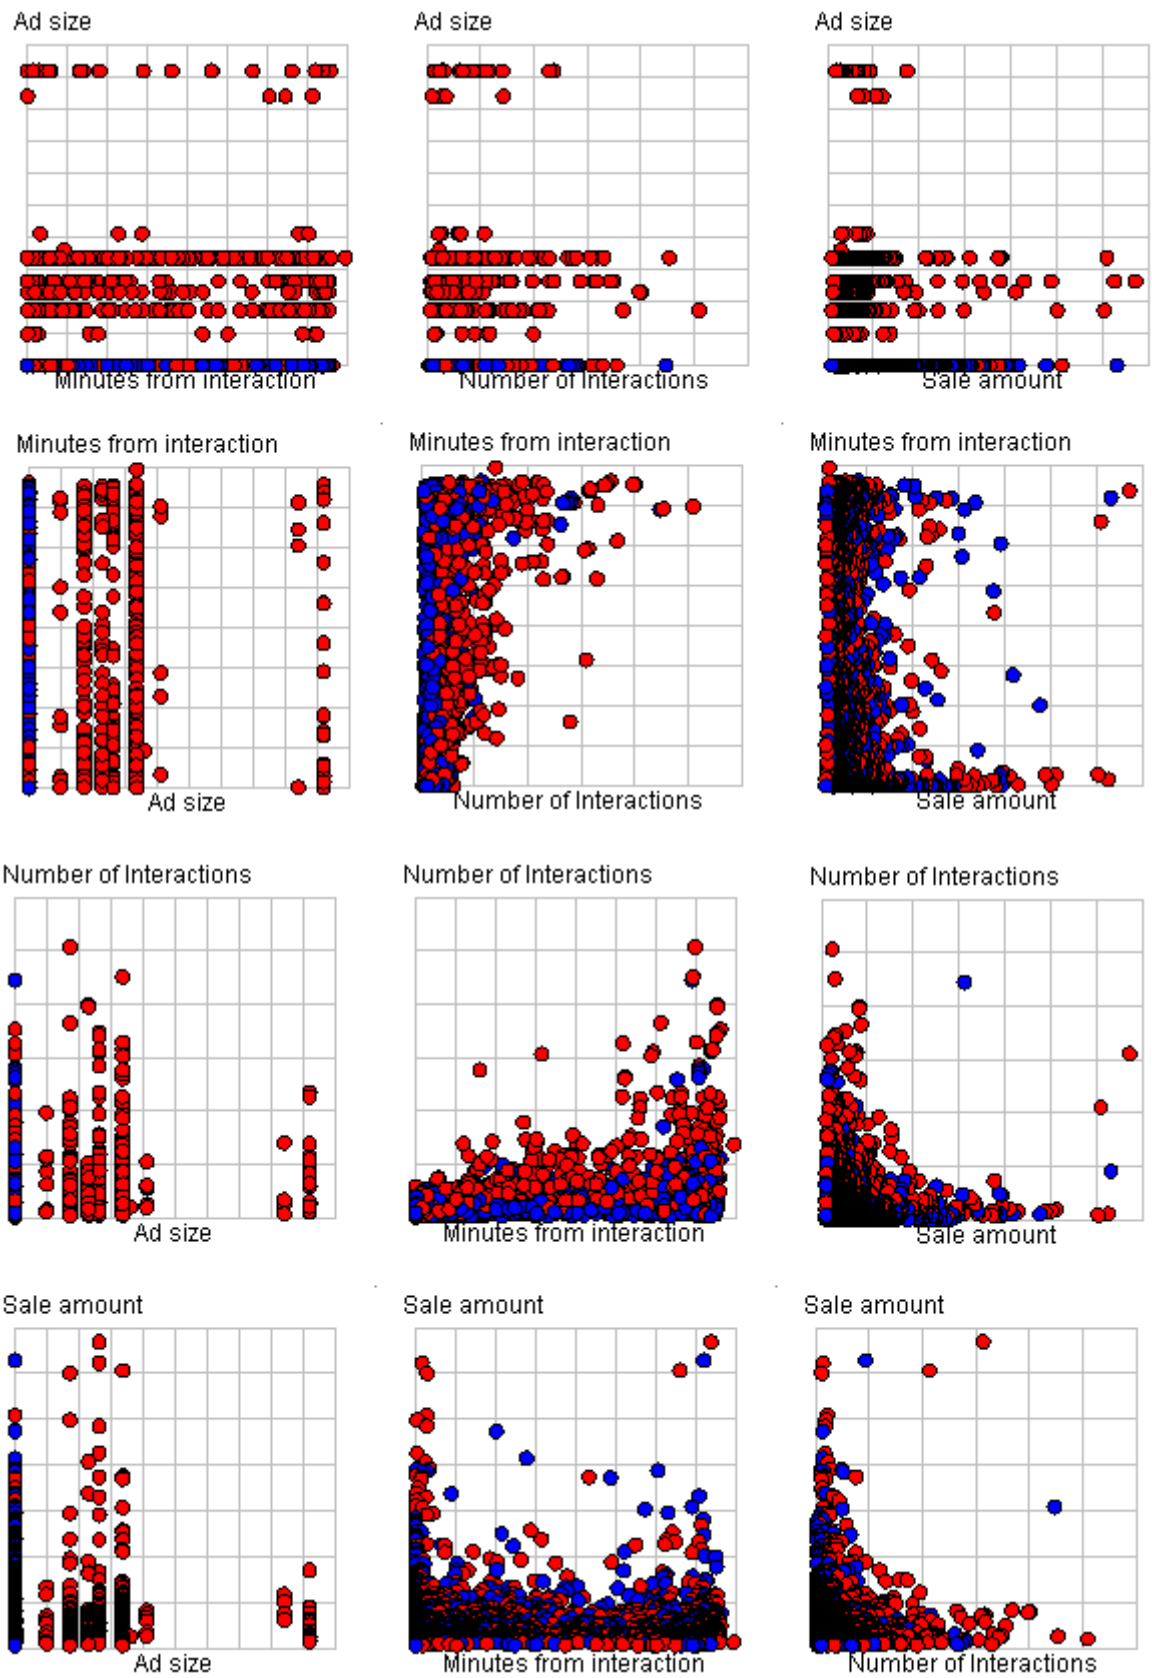 Ad size
Ad size
Ad size
Minutes from interaction
Number of Interactions
Sale amount
Minutes from interaction
Minutes from interaction
Minutes from interaction
Ad size
Number of Interactions
Sale amount
Number of Interactions
Number of Interactions
Number of Interactions
Ad size
Minutes from interaction
Sale amount
Sale amount
Sale amount
Sale amount
Ad size
Minutes from interaction
Number of Interactions